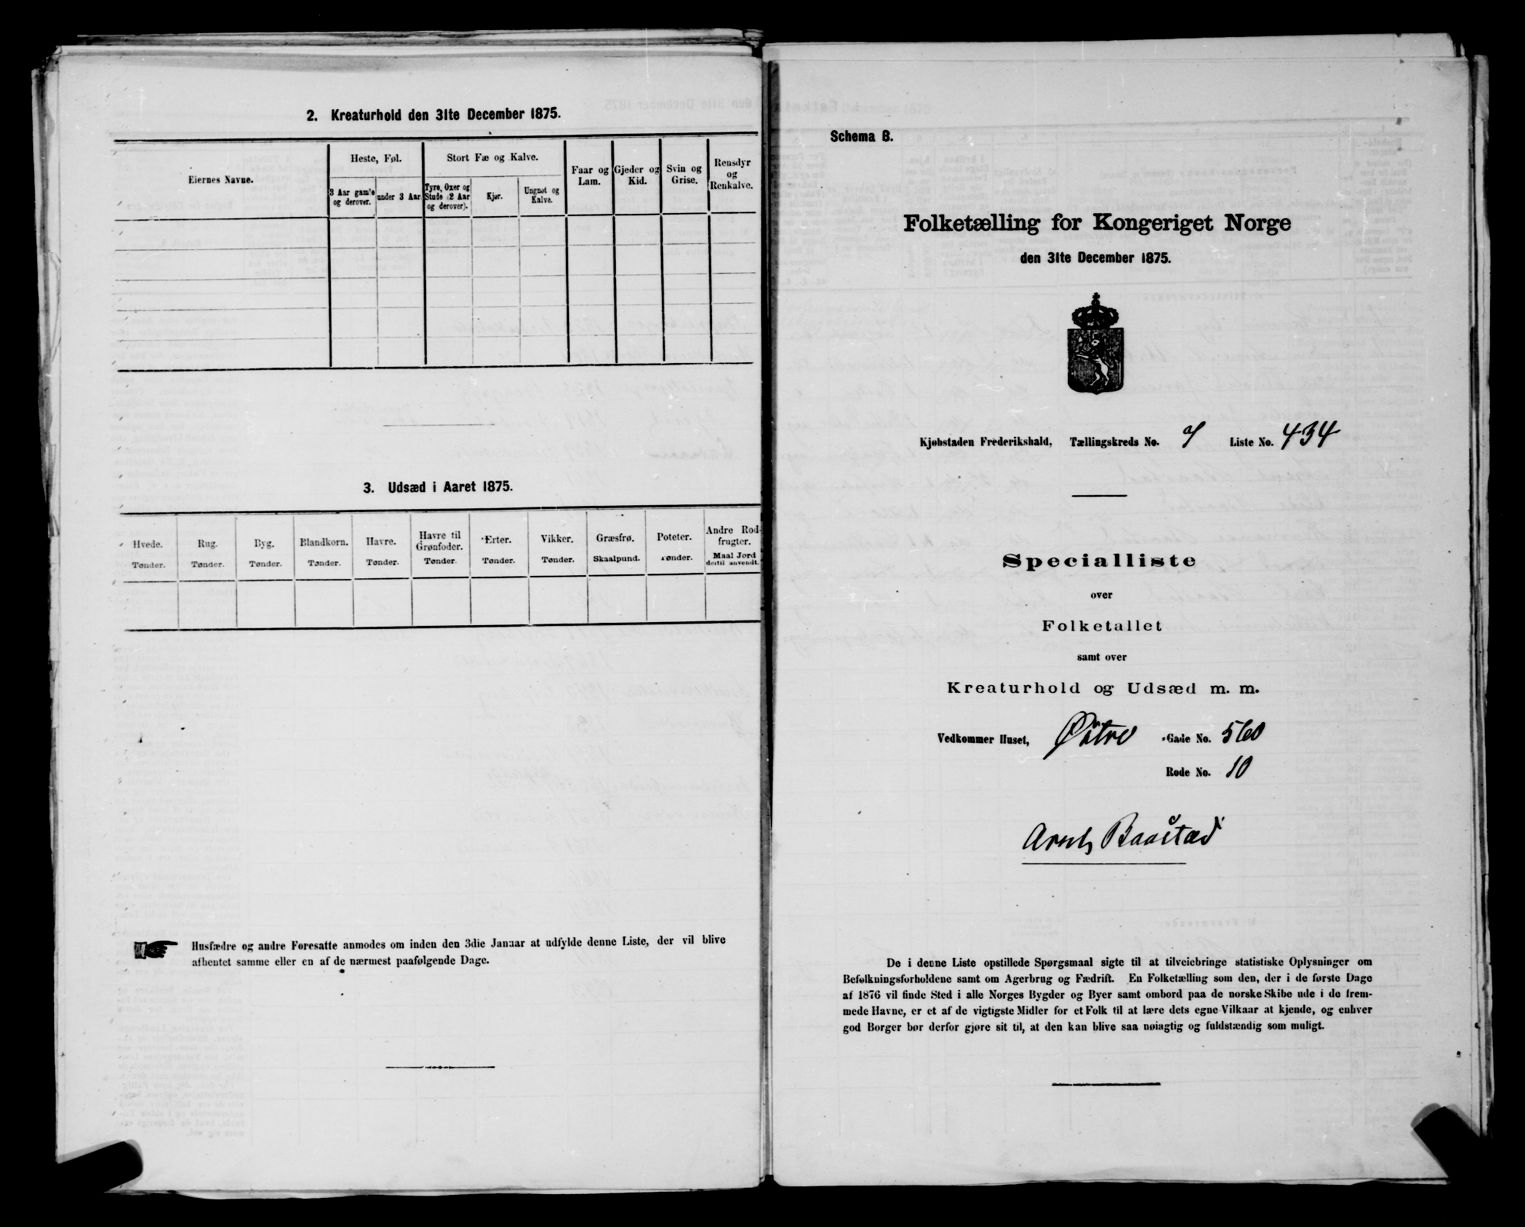 2. Kreaturhold den 31te December 1875.
Eiernes Navne.
Heste, Føl.
Stort Fæ og Kalve.
Faar og Lam.
Gjeder og Kid.
Svin og Grise.
Rensdyr og Renkalve.
3 Aar gamle og derover.
under 3 Aar
Tyre, Oxer og Stude (2 Aar og derover).
Kjør.
Ungnøt og Kalve.
3. Udsæd i Aaret 1875.
Hvede. Tønder.
Rug. Tønder.
Byg. Tønder.
Blandkorn. Tønder.
Havre. Tønder.
Havre til Grønfoder. Tønder.
Erter. Tønder.
Vikker. Tønder.
Græsfrø. Skaalpund.
Poteter. Tønder.
Andre Rodfrugter. Maal Jord dertil anvendt.
Husfædre og andre Foresatte anmodes om inden den 3die Januar at udfylde denne Liste, der vil blive
afhentet samme eller en af de nærmest paafølgende Dage.
Schema B.
Folketælling for Kongeriget Norge
den 31te December 1875.
Kjøbstaden Frederikshald, Tællingskreds No. Liste No. 434
Specialliste
over
Folketallet
samt over
Kreaturhold og Udsæd m. m.
Vedkommer Huset, Østre Gade No. 560
Rode No. 10
Baastad
De i denne Liste opstillede Spørgsmaal sigte til at tilveiebringe statistiske Oplysninger om
Befolkningsforholdene samt om Agerbrug og Fædrift. En Folketælling som den, der i de første Dage
af 1876 vil finde Sted i alle Norges Bygder og Byer samt ombord paa de norske Skibe ude i de frem-
mede Havne, er et af de vigtigste Midler for et Folk til at lære dets egne Vilkaar at kjende, og enhver
god Borger bør derfor gjøre sit til, at den kan blive saa nøiagtig og fuldstændig som muligt.